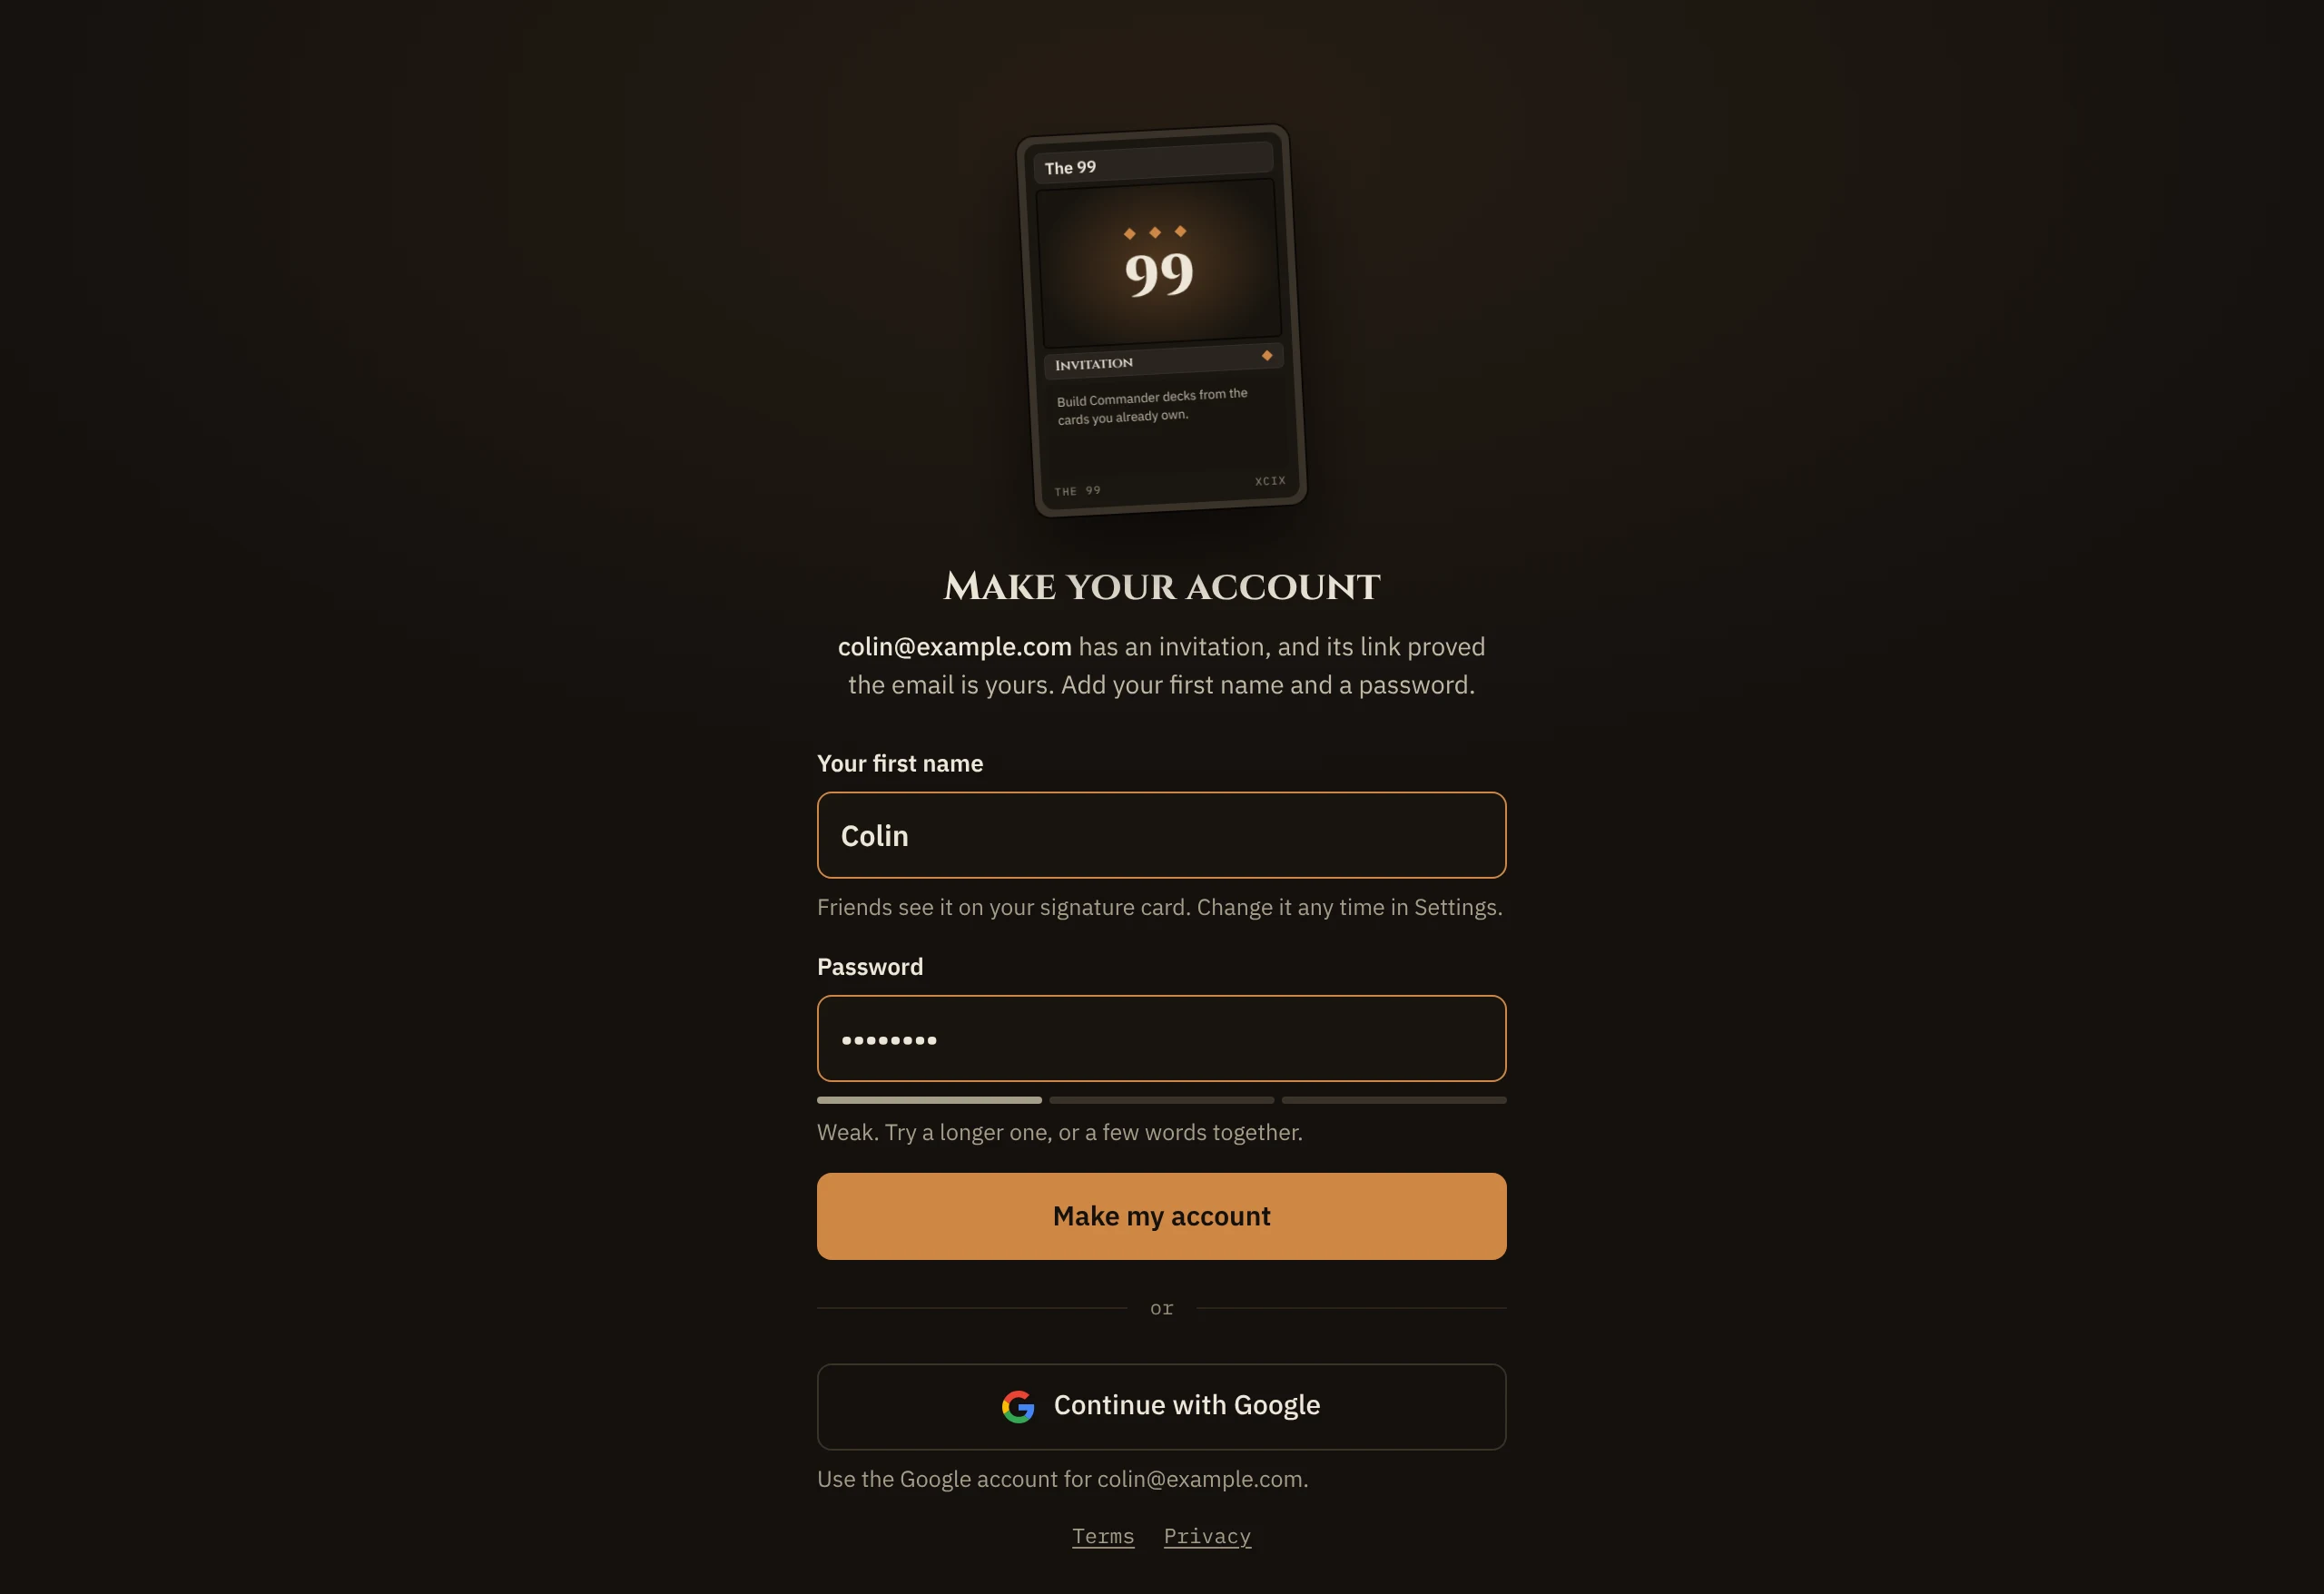 The 99
99
Invitation
Build Commander decks from the
cards you already own.
THE 99 XCIX
Make your account
colin@example.com has an invitation, and its link proved
the email is yours. Add your first name and a password.
Your first name
Colin
Friends see it on your signature card. Change it any time in Settings.
Password
••••••••
Weak. Try a longer one, or a few words together.
Make my account
or
Continue with Google
Use the Google account for colin@example.com.
Terms Privacy